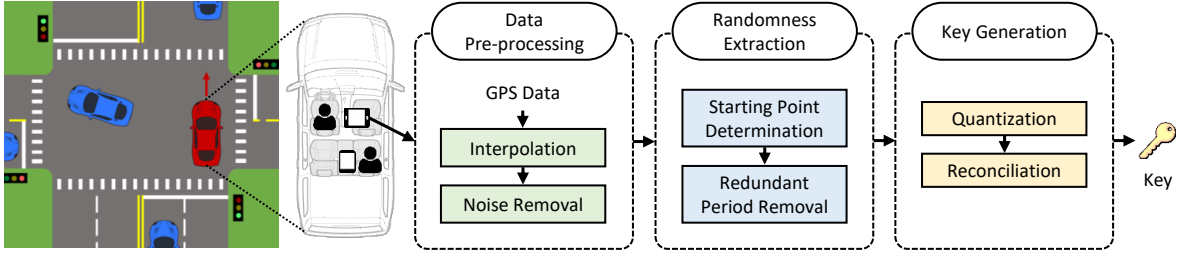 Data
Pre-processing
GPS Data
Interpolation
Noise Removal
Randomness
Extraction
Starting Point
Determination
Redundant
Period Removal
Key Generation
Quantization
Reconciliation
Key